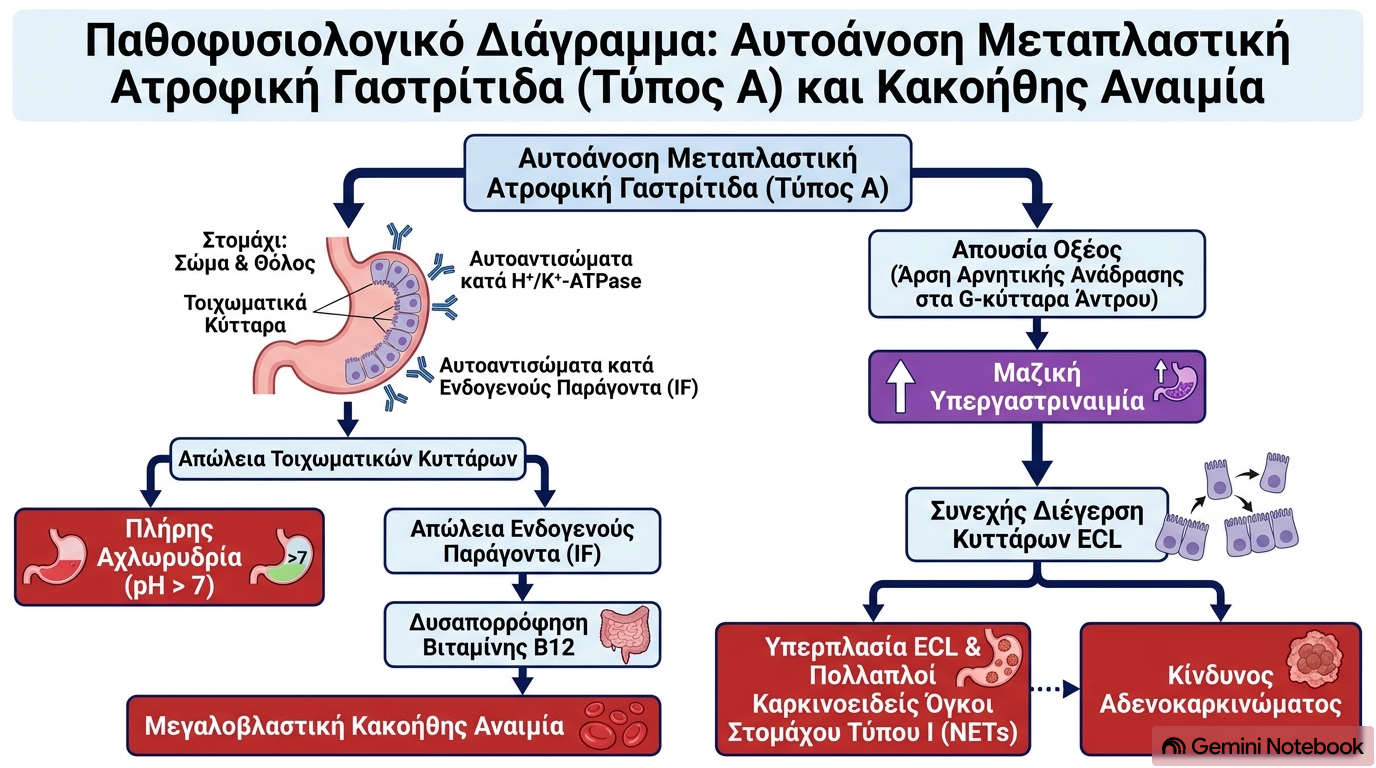 Παθοφυσιολογικό Διάγραμμα: Αυτοάνοση Μεταπλαστική
Ατροφική Γαστρίτιδα (Τύπος Α) και Κακοήθης Αναιμία
Αυτοάνοση Μεταπλαστική
Ατροφική Γαστρίτιδα (Τύπος Α)
Στομάχι:
Σώμα & Θόλος
Τοιχωματικά
Κύτταρα
Αυτοαντισώματα
κατά H⁺/K⁺-ATPase
Αυτοαντισώματα κατά
Ενδογενούς Παράγοντα (IF)
Απώλεια Τοιχωματικών Κυττάρων
Πλήρης
Αχλωρυδρία
(pH > 7)
>7
Απώλεια Ενδογενούς
Παράγοντα (IF)
Δυσαπορρόφηση
Βιταμίνης B12
Μεγαλοβλαστική Κακοήθης Αναιμία
Απουσία Οξέος
(Άρση Αρνητικής Ανάδρασης
στα G-κύτταρα Άντρου)
Μαζική
Υπεργαστριναιμία
Συνεχής Διέγερση
Κυττάρων ECL
Υπερπλασία ECL &
Πολλαπλοί
Καρκινοειδείς Όγκοι
Στομάχου Τύπου I (NETs)
Κίνδυνος
Αδενοκαρκινώματος
Gemini Notebook